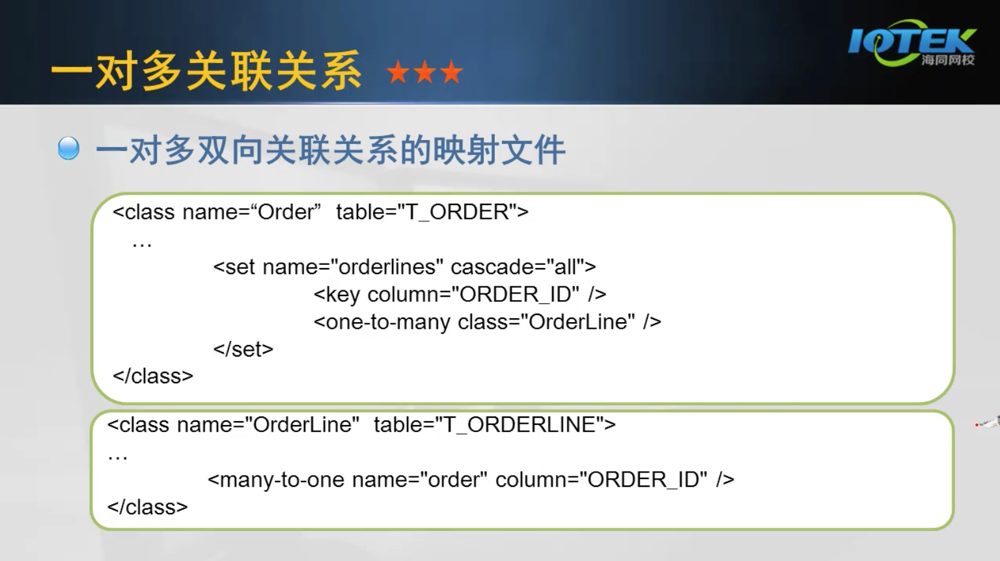 一对多关联关系 ★★★
IOTEK
海同网校
一对多双向关联关系的映射文件
<class name=“Order”  table="T_ORDER">
…
<set name="orderlines" cascade="all">
<key column="ORDER_ID" />
<one-to-many class="OrderLine" />
</set>
</class>
<class name="OrderLine"  table="T_ORDERLINE">
…
<many-to-one name="order" column="ORDER_ID" />
</class>